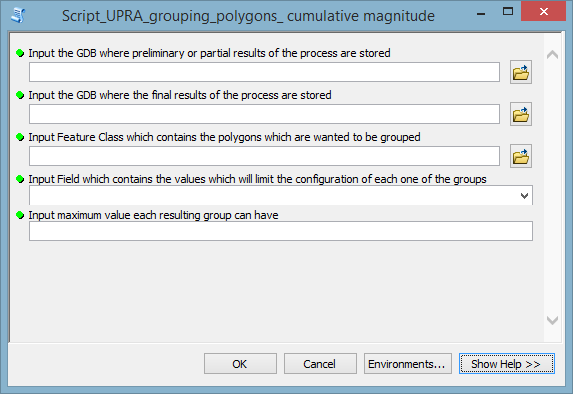 Script_UPRA_grouping_polygons_ cumulative magnitude
Input the GDB where preliminary or partial results of the process are stored
Input the GDB where the final results of the process are stored
Input Feature Class which contains the polygons which are wanted to be grouped
Input Field which contains the values which will limit the configuration of each one of the groups
Input maximum value each resulting group can have
OK Cancel Environments... Show Help >>